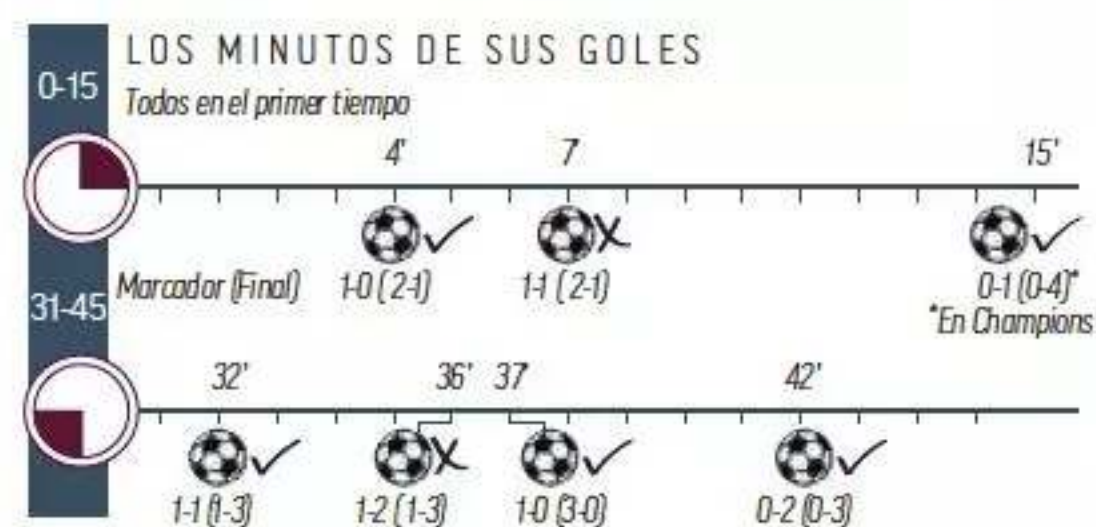 LOS MINUTOS DE SUS GOLES
0-15
Todos en el primer tiempo
4' 7' 15'
Marcador (Final) 1-0 (2-1) 1-1 (2-1) 0-1 (0-4)*
*En Champions
31-45
32' 36' 37' 42'
1-1 (1-3) 1-2 (1-3) 1-0 (3-0) 0-2 (0-3)